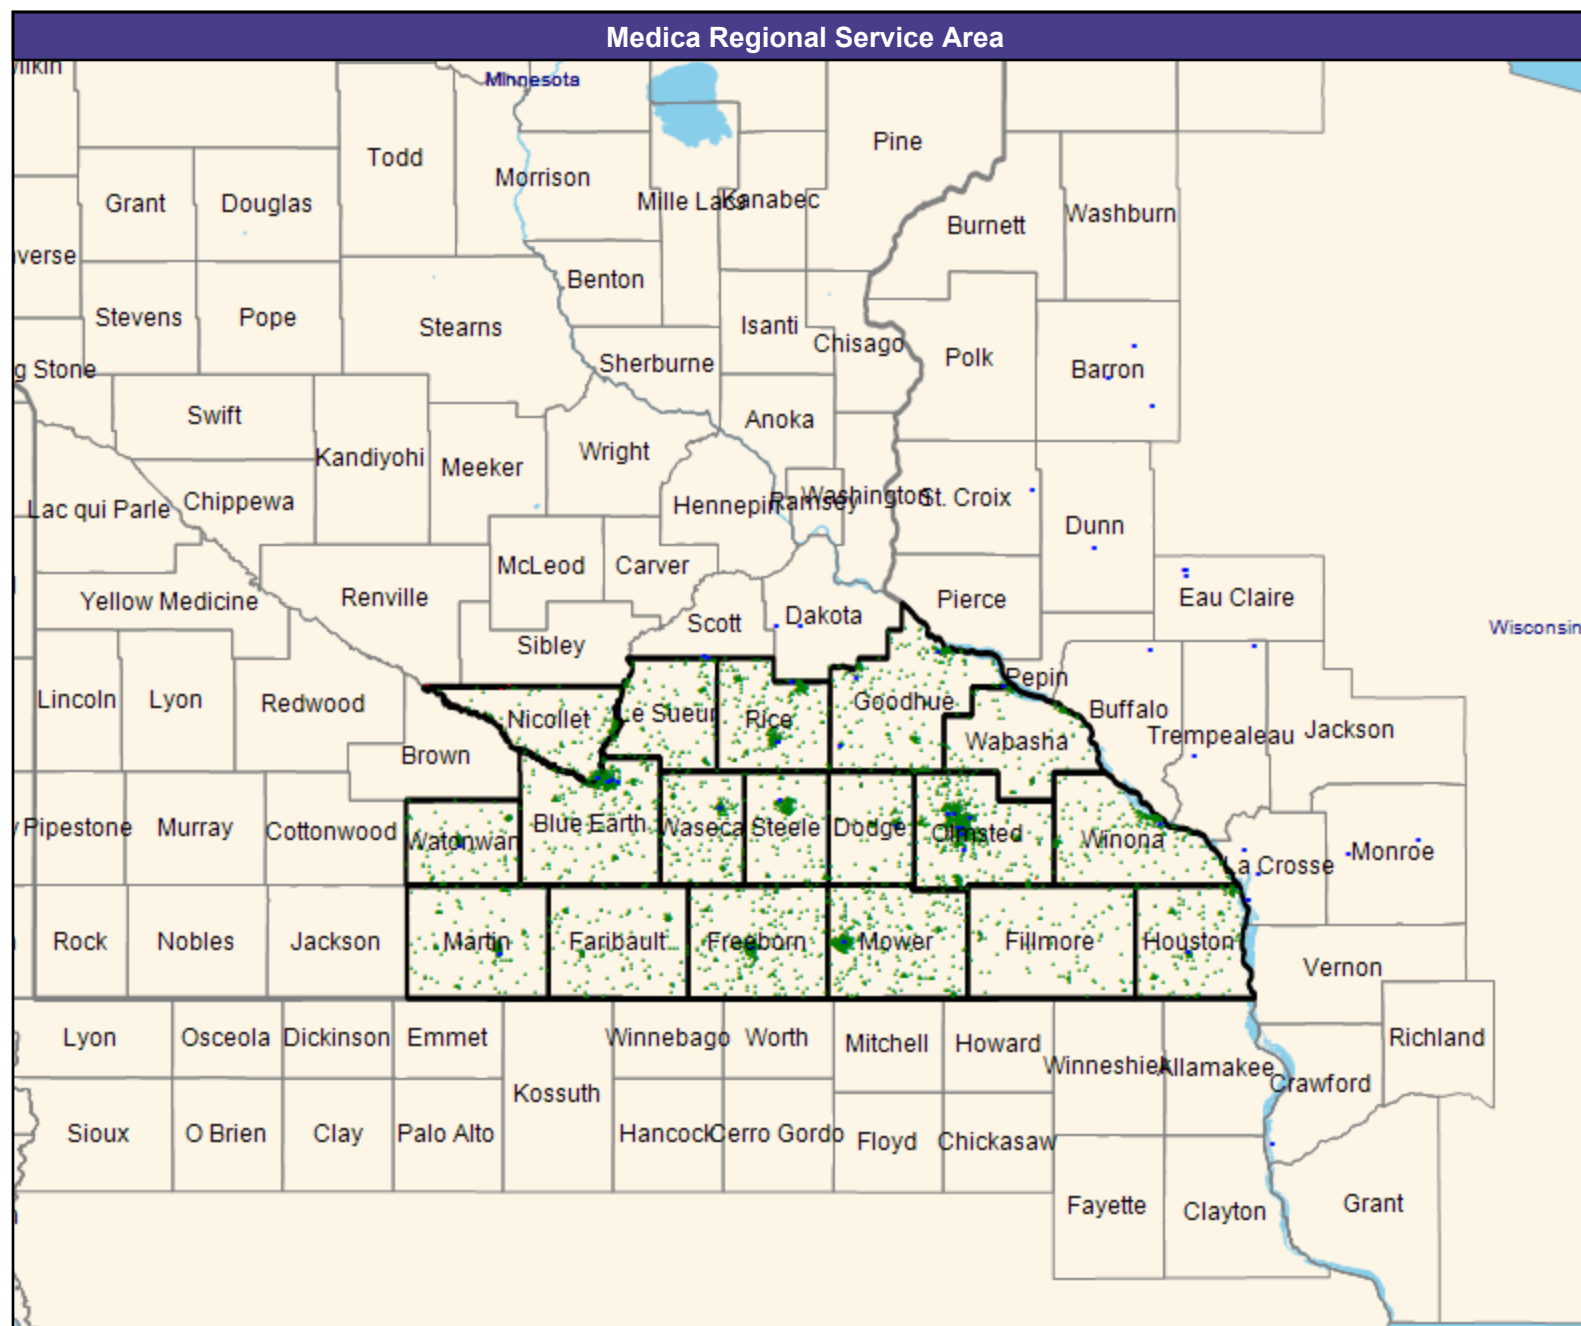 Medica Regional Service Area
Minnesota
Pine
Todd
Morrison
Mille Lacs
Kanabec
Grant
Douglas
Burnett
Washburn
Benton
Stevens
Pope
Stearns
Isanti
Chisago
Sherburne
Polk
Barron
g Stone
Swift
Anoka
Kandiyohi
Meeker
Wright
Lac qui Parle
Chippewa
Hennepin
Ramsey
Washington
St. Croix
Dunn
McLeod
Carver
Yellow Medicine
Renville
Pierce
Eau Claire
Scott
Dakota
Wisconsin
Sibley
Pepin
Lincoln
Lyon
Redwood
Nicollet
Le Sueur
Rice
Goodhue
Buffalo
Trempealeau
Jackson
Brown
Wabasha
Pipestone
Murray
Cottonwood
Watonwan
Blue Earth
Waseca
Steele
Dodge
Olmsted
Winona
La Crosse
Monroe
Rock
Nobles
Jackson
Martin
Faribault
Freeborn
Mower
Fillmore
Houston
Vernon
Lyon
Osceola
Dickinson
Emmet
Winnebago
Worth
Mitchell
Howard
Richland
Kossuth
Winneshiek
Allamakee
Crawford
Sioux
O Brien
Clay
Palo Alto
Hancock
Cerro Gordo
Floyd
Chickasaw
Fayette
Clayton
Grant